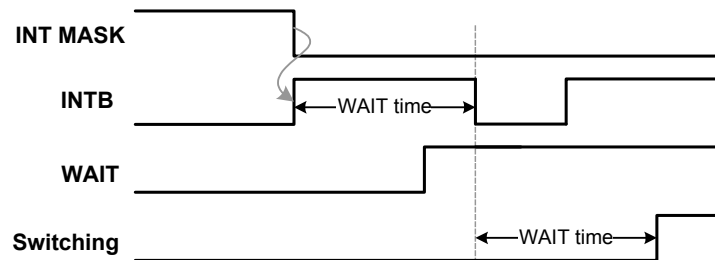 INT MASK
INTB
WAIT time
WAIT
Switching
WAIT time